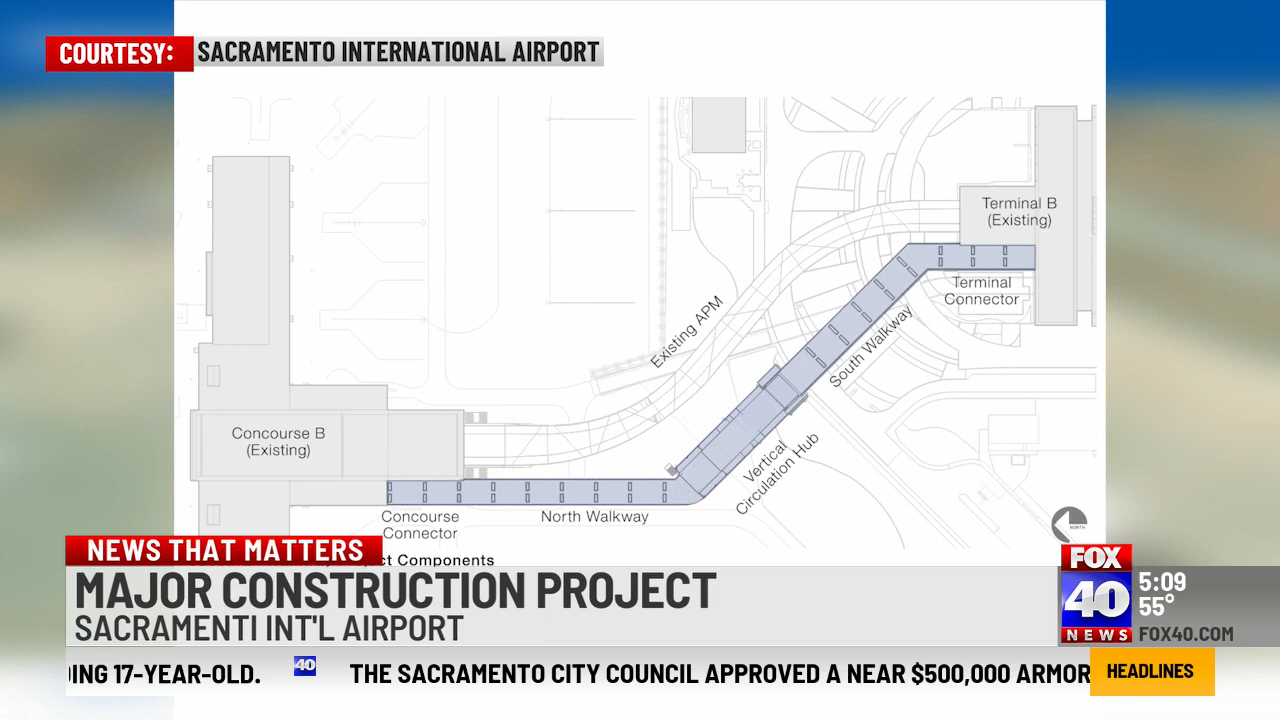 COURTESY: SACRAMENTO INTERNATIONAL AIRPORT
Terminal B
(Existing)
Terminal
Connector
Existing APM
South Walkway
Concourse B
(Existing)
Vertical
Circulation Hub
Concourse
Connector
North Walkway
NORTH
ct Components
NEWS THAT MATTERS
MAJOR CONSTRUCTION PROJECT
SACRAMENTI INT'L AIRPORT
FOX
40
NEWS
5:09
55°
FOX40.COM
ING 17-YEAR-OLD. 40 THE SACRAMENTO CITY COUNCIL APPROVED A NEAR $500,000 ARMOR
HEADLINES